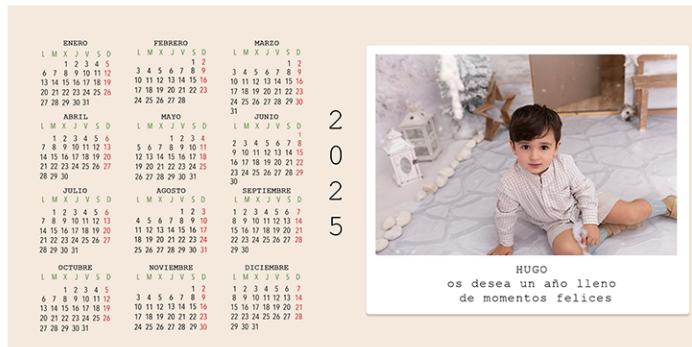 ENERO
L M X J V S D
1 2 3 4 5
6 7 8 9 10 11 12
13 14 15 16 17 18 19
20 21 22 23 24 25 26
27 28 29 30 31
FEBRERO
L M X J V S D
1 2
3 4 5 6 7 8 9
10 11 12 13 14 15 16
17 18 19 20 21 22 23
24 25 26 27 28
MARZO
L M X J V S D
1 2
3 4 5 6 7 8 9
10 11 12 13 14 15 16
17 18 19 20 21 22 23
24 25 26 27 28 29 30
31
ABRIL
L M X J V S D
1 2 3 4 5 6
7 8 9 10 11 12 13
14 15 16 17 18 19 20
21 22 23 24 25 26 27
28 29 30
MAYO
L M X J V S D
1 2 3 4
5 6 7 8 9 10 11
12 13 14 15 16 17 18
19 20 21 22 23 24 25
26 27 28 29 30 31
JUNIO
L M X J V S D
1
2 3 4 5 6 7 8
9 10 11 12 13 14 15
16 17 18 19 20 21 22
23 24 25 26 27 28 29
30
JULIO
L M X J V S D
1 2 3 4 5 6
7 8 9 10 11 12 13
14 15 16 17 18 19 20
21 22 23 24 25 26 27
28 29 30 31
AGOSTO
L M X J V S D
1 2 3
4 5 6 7 8 9 10
11 12 13 14 15 16 17
18 19 20 21 22 23 24
25 26 27 28 29 30 31
SEPTIEMBRE
L M X J V S D
1 2 3 4 5 6 7
8 9 10 11 12 13 14
15 16 17 18 19 20 21
22 23 24 25 26 27 28
29 30
OCTUBRE
L M X J V S D
1 2 3 4 5
6 7 8 9 10 11 12
13 14 15 16 17 18 19
20 21 22 23 24 25 26
27 28 29 30 31
NOVIEMBRE
L M X J V S D
1 2
3 4 5 6 7 8 9
10 11 12 13 14 15 16
17 18 19 20 21 22 23
24 25 26 27 28 29 30
DICIEMBRE
L M X J V S D
1 2 3 4 5 6 7
8 9 10 11 12 13 14
15 16 17 18 19 20 21
22 23 24 25 26 27 28
29 30 31
2
0
2
5
HUGO
os desea un año lleno
de momentos felices